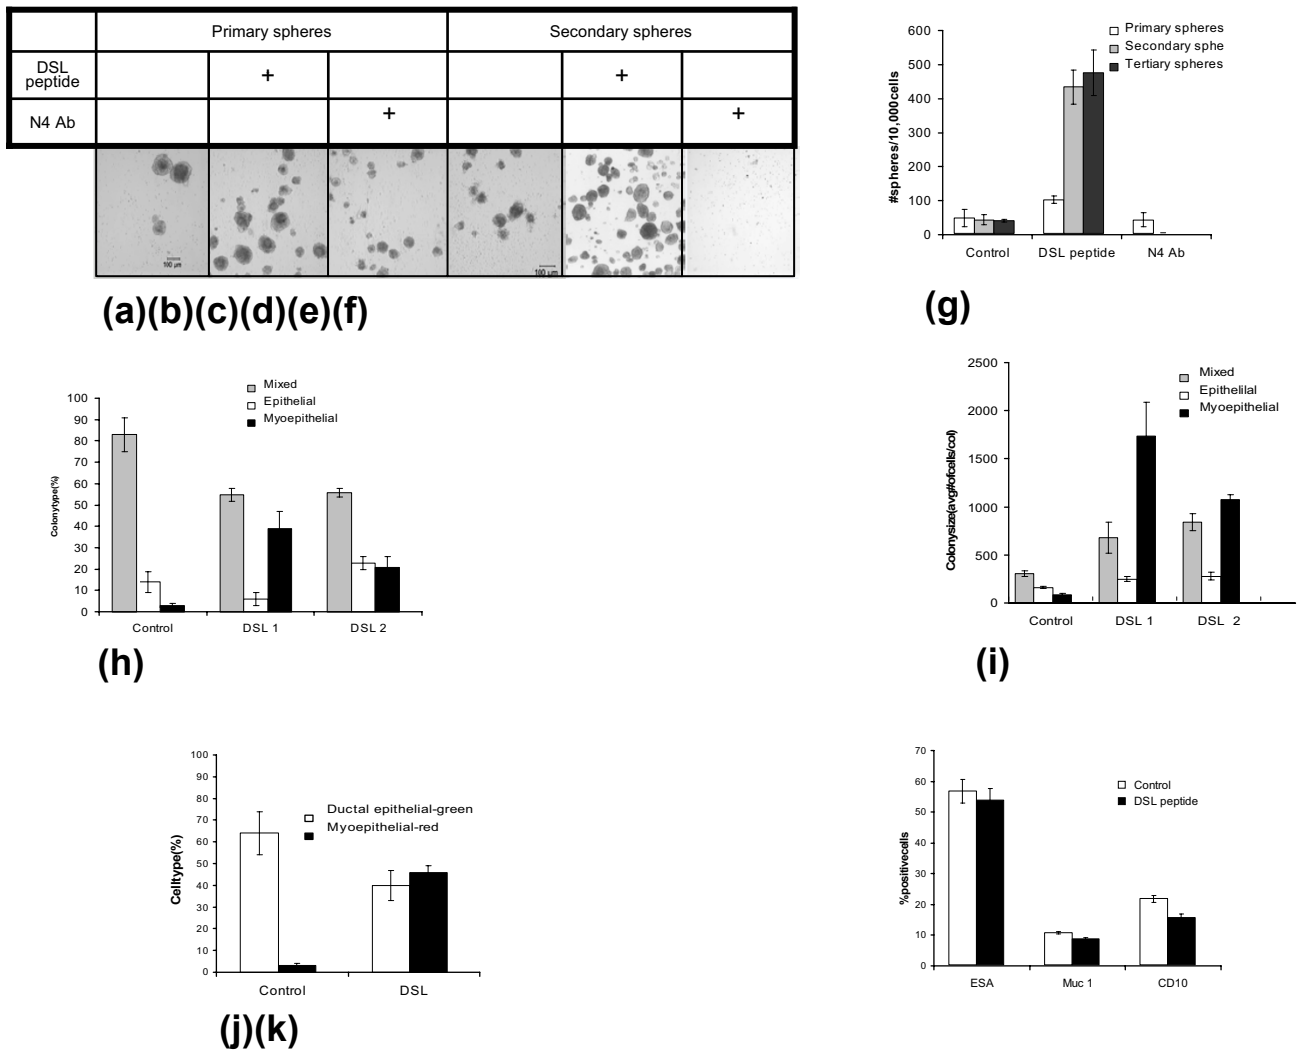 Primary spheres
Secondary spheres
DSL peptide
+
+
N4 Ab
+
+
100 µm
100 µm
(a)(b)(c)(d)(e)(f)
Primary spheres
Secondary sphe
Tertiary spheres
#spheres/10,000cells
600
500
400
300
200
100
0
Control
DSL peptide
N4 Ab
(g)
Mixed
Epithelial
Myoepithelial
Colonytype(%)
100
90
80
70
60
50
40
30
20
10
0
Control
DSL 1
DSL 2
(h)
Mixed
Epithelilal
Myoepithelial
Colonysize(avg#ofcells/col)
2500
2000
1500
1000
500
0
Control
DSL 1
DSL 2
(i)
Ductal epithelial-green
Myoepithelial-red
Celltype(%)
100
90
80
70
60
50
40
30
20
10
0
Control
DSL
(j)(k)
Control
DSL peptide
%positivecells
70
60
50
40
30
20
10
0
ESA
Muc 1
CD10